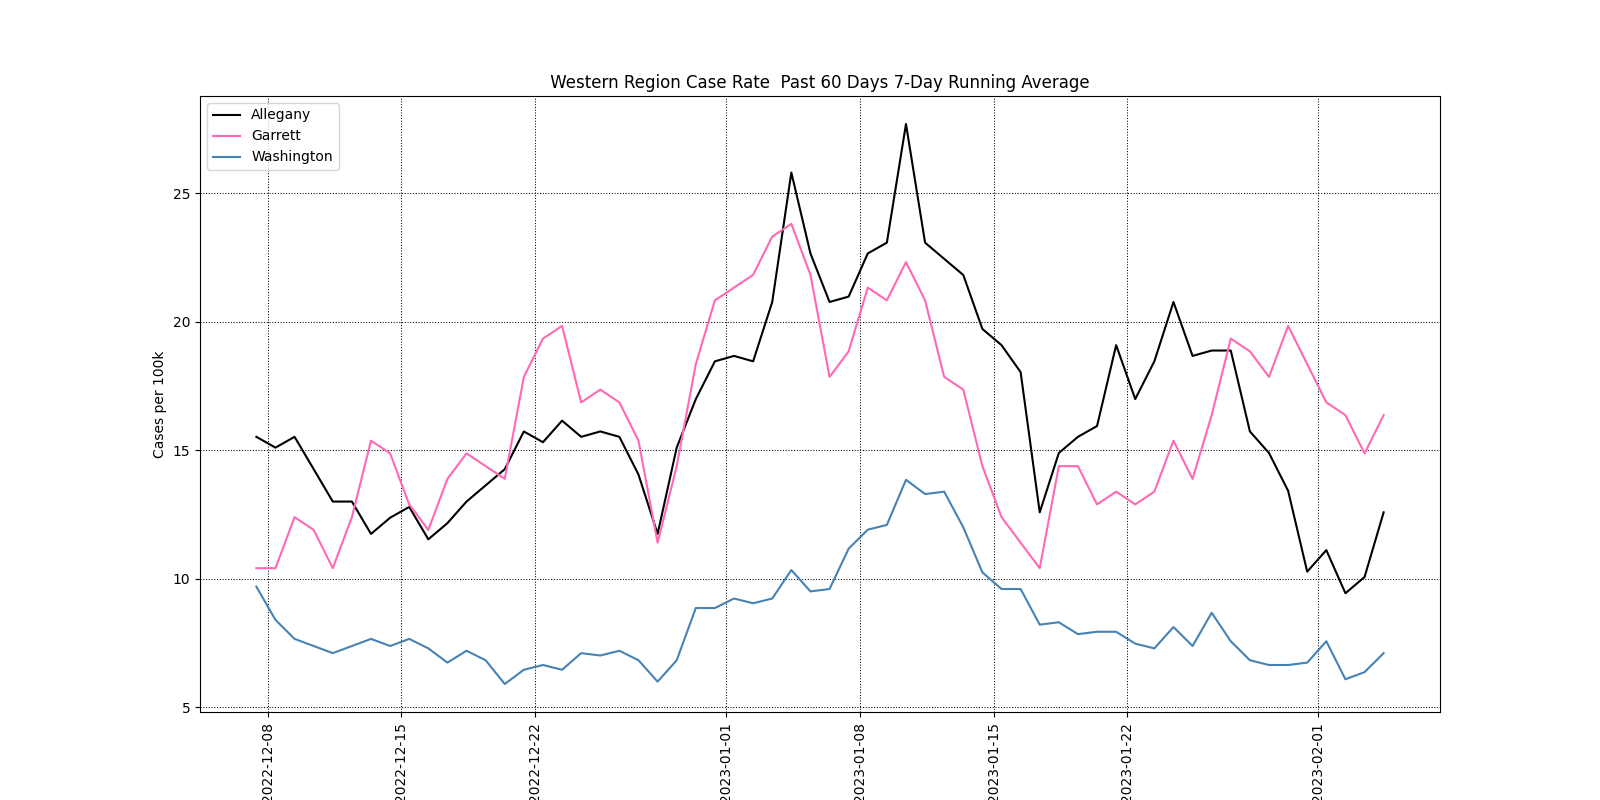 Western Region Case Rate  Past 60 Days 7-Day Running Average
Allegany
Garrett
Washington
25
20
15
10
5
Cases per 100k
2022-12-08
2022-12-15
2022-12-22
2023-01-01
2023-01-08
2023-01-15
2023-01-22
2023-02-01